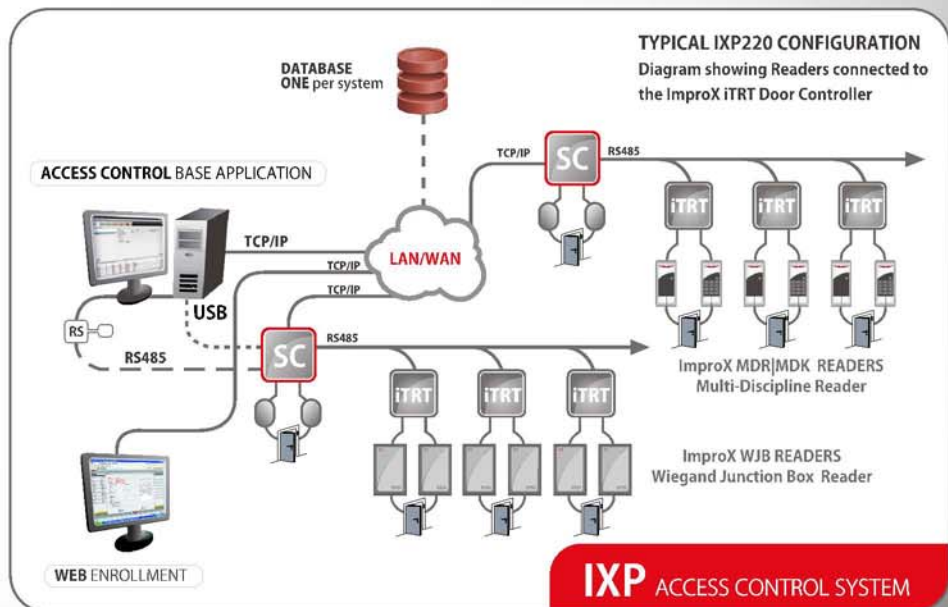 TYPICAL IXP220 CONFIGURATION
Diagram showing Readers connected to
the ImproX iTRT Door Controller
DATABASE
ONE per system
ACCESS CONTROL BASE APPLICATION
TCP/IP
SC
RS485
iTRT
iTRT
iTRT
TCP/IP
LAN/WAN
TCP/IP
TCP/IP
USB
RS
RS485
SC
RS485
iTRT
iTRT
iTRT
ImproX MDR|MDK READERS
Multi-Discipline Reader
ImproX WJB READERS
Wiegand Junction Box Reader
WEB ENROLLMENT
IXP ACCESS CONTROL SYSTEM